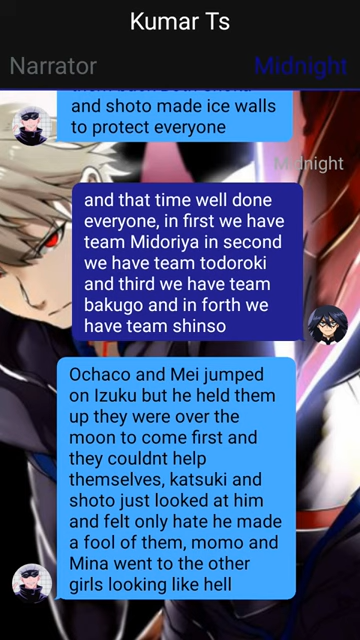 Kumar Ts
Narrator
Midnight
and shoto made ice walls
to protect everyone
Midnight
and that time well done
everyone, in first we have
team Midoriya in second
we have team todoroki
and third we have team
bakugo and in forth we
have team shinso
Ochaco and Mei jumped
on Izuku but he held them
up they were over the
moon to come first and
they couldnt help
themselves, katsuki and
shoto just looked at him
and felt only hate he made
a fool of them, momo and
Mina went to the other
girls looking like hell